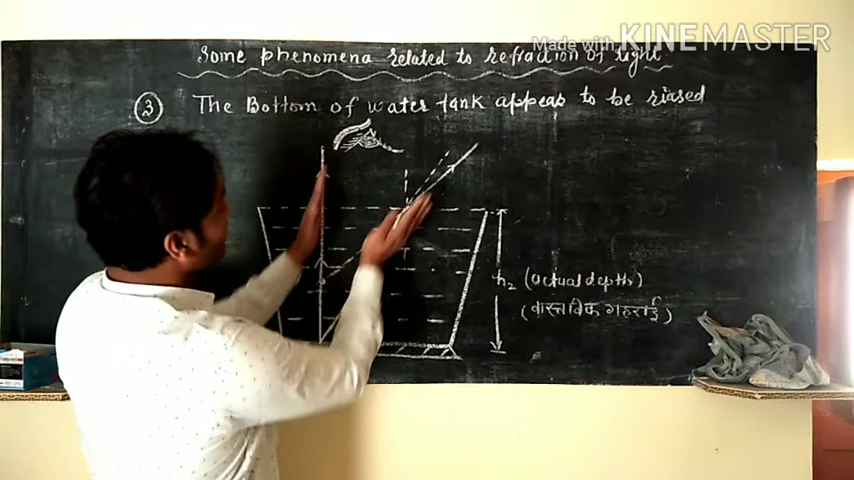 Made with KINEMASTER
Some phenomena related to refraction of light
③ The Bottom of water tank appears to be riased
h₂ (actual depth)
(वास्तविक गहराई)